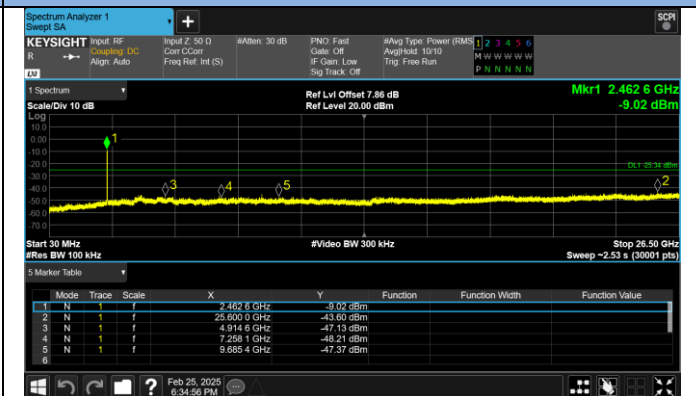 Spectrum Analyzer 1
Swept SA
SCPI
KEYSIGHT Input: RF Input Z: 50 Ω #Atten: 30 dB PNO: Fast #Avg Type: Power (RMS 1 2 3 4 5 6
R Coupling: DC Corr CCorr Gate: Off Avg|Hold: 10/10 M W W W W W
Align: Auto Freq Ref: Int (S) IF Gain: Low Trig: Free Run
LXI Sig Track: Off P N N N N N
1 Spectrum Ref Lvl Offset 7.86 dB Mkr1 2.462 6 GHz
Scale/Div 10 dB Ref Level 20.00 dBm -9.02 dBm
Log
10.0
0.00 1
-10.0
-20.0 DL1 -25.34 dBm
-30.0
-40.0 3 4 5 2
-50.0
-60.0
-70.0
Start 30 MHz #Video BW 300 kHz Stop 26.50 GHz
#Res BW 100 kHz Sweep ~2.53 s (30001 pts)
5 Marker Table
Mode Trace Scale X Y Function Function Width Function Value
1 N 1 f 2.462 6 GHz -9.02 dBm
2 N 1 f 25.600 0 GHz -43.60 dBm
3 N 1 f 4.914 6 GHz -47.13 dBm
4 N 1 f 7.258 1 GHz -48.21 dBm
5 N 1 f 9.685 4 GHz -47.37 dBm
6
? Feb 25, 2025
6:34:56 PM